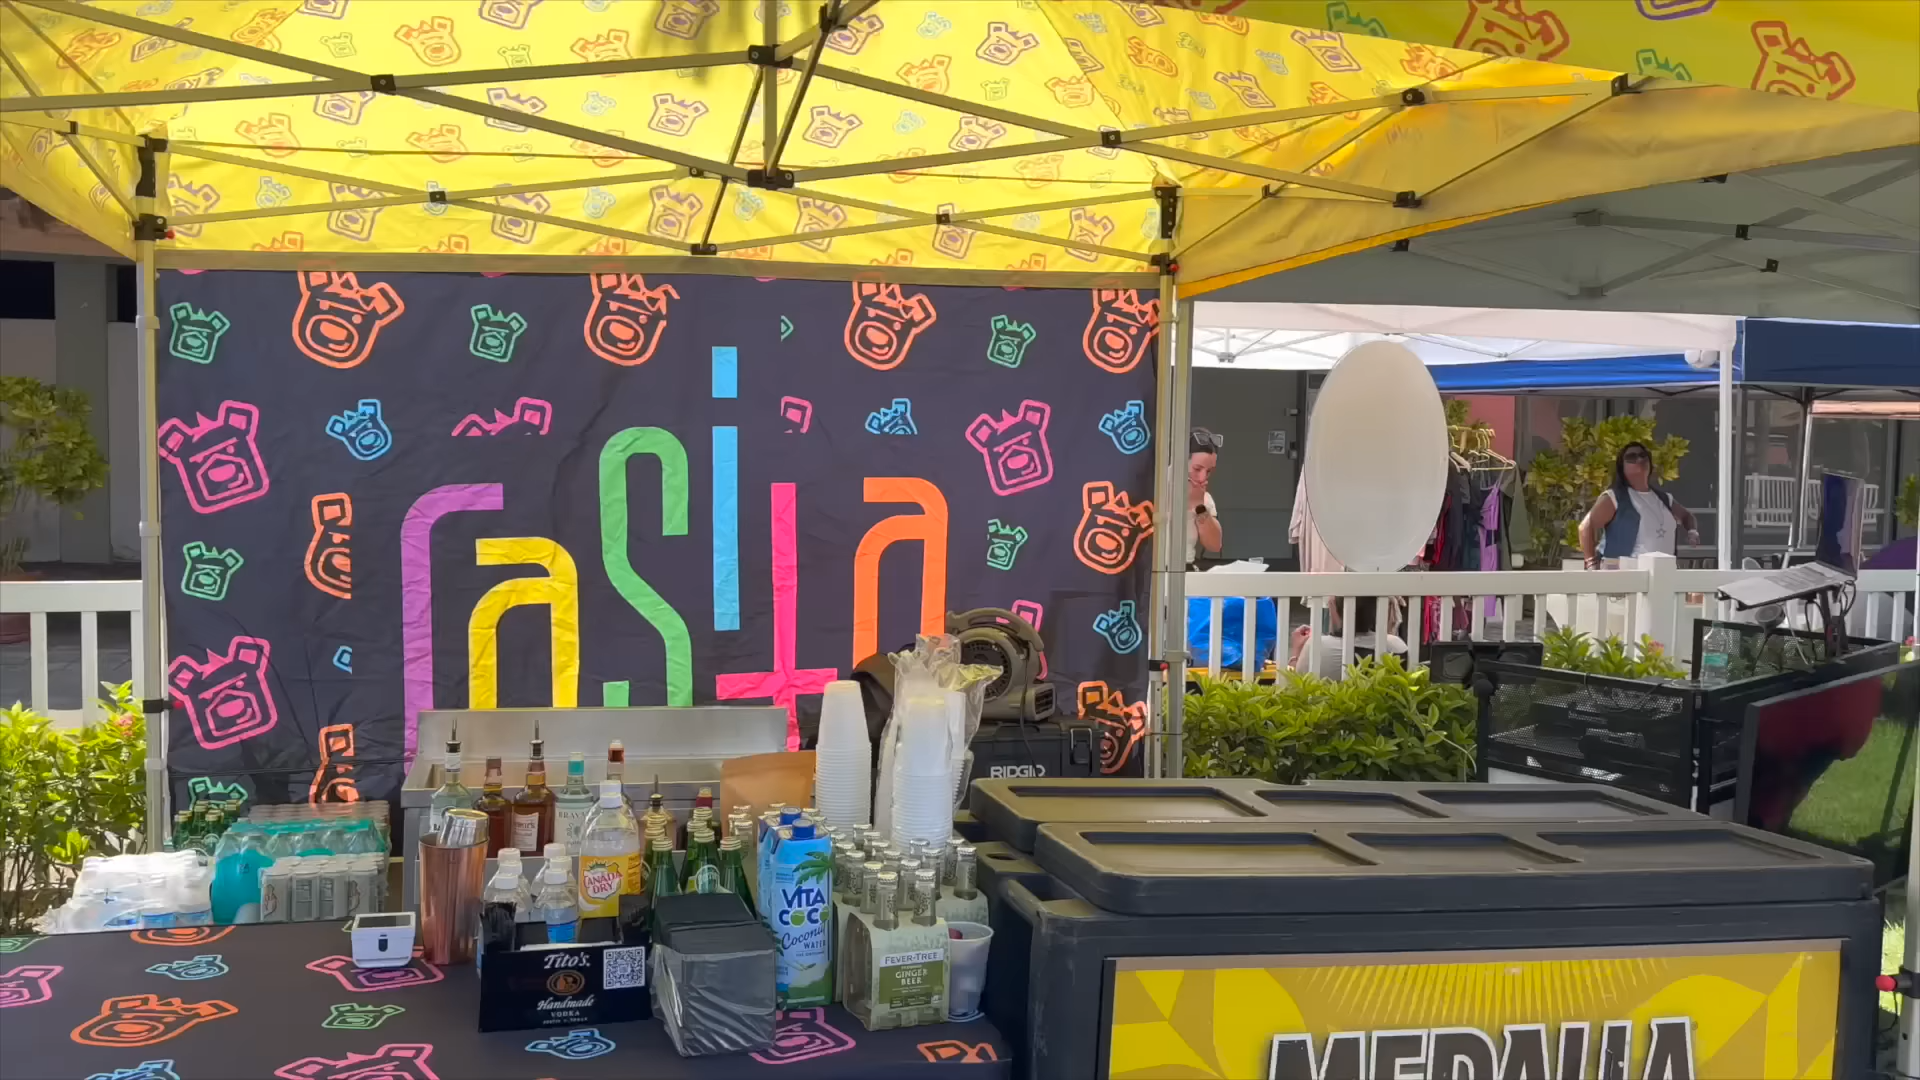 casita
RIDGID
CANADA
DRY
VITA
COCO
Coconut
WATER
FEVER-TREE
GINGER
BEER
Tito's
Handmade
VODKA
MEDALLA